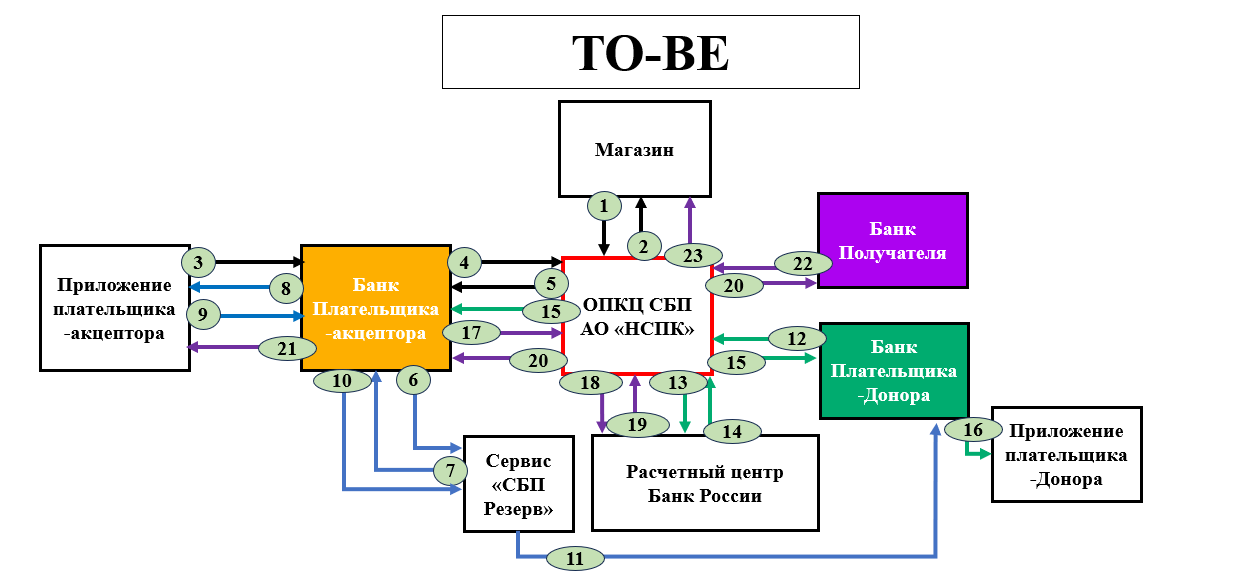 TO-BE
Магазин
1
2
23
Банк
Получателя
22
20
3
8
9
21
Приложение
плательщика
-акцептора
Банк
Плательщика
-акцептора
4
5
15
17
20
ОПКЦ СБП
АО «НСПК»
12
15
Банк
Плательщика
-Донора
10
6
18
13
19
14
16
Приложение
плательщика
-Донора
7
Сервис
«СБП
Резерв»
Расчетный центр
Банк России
11